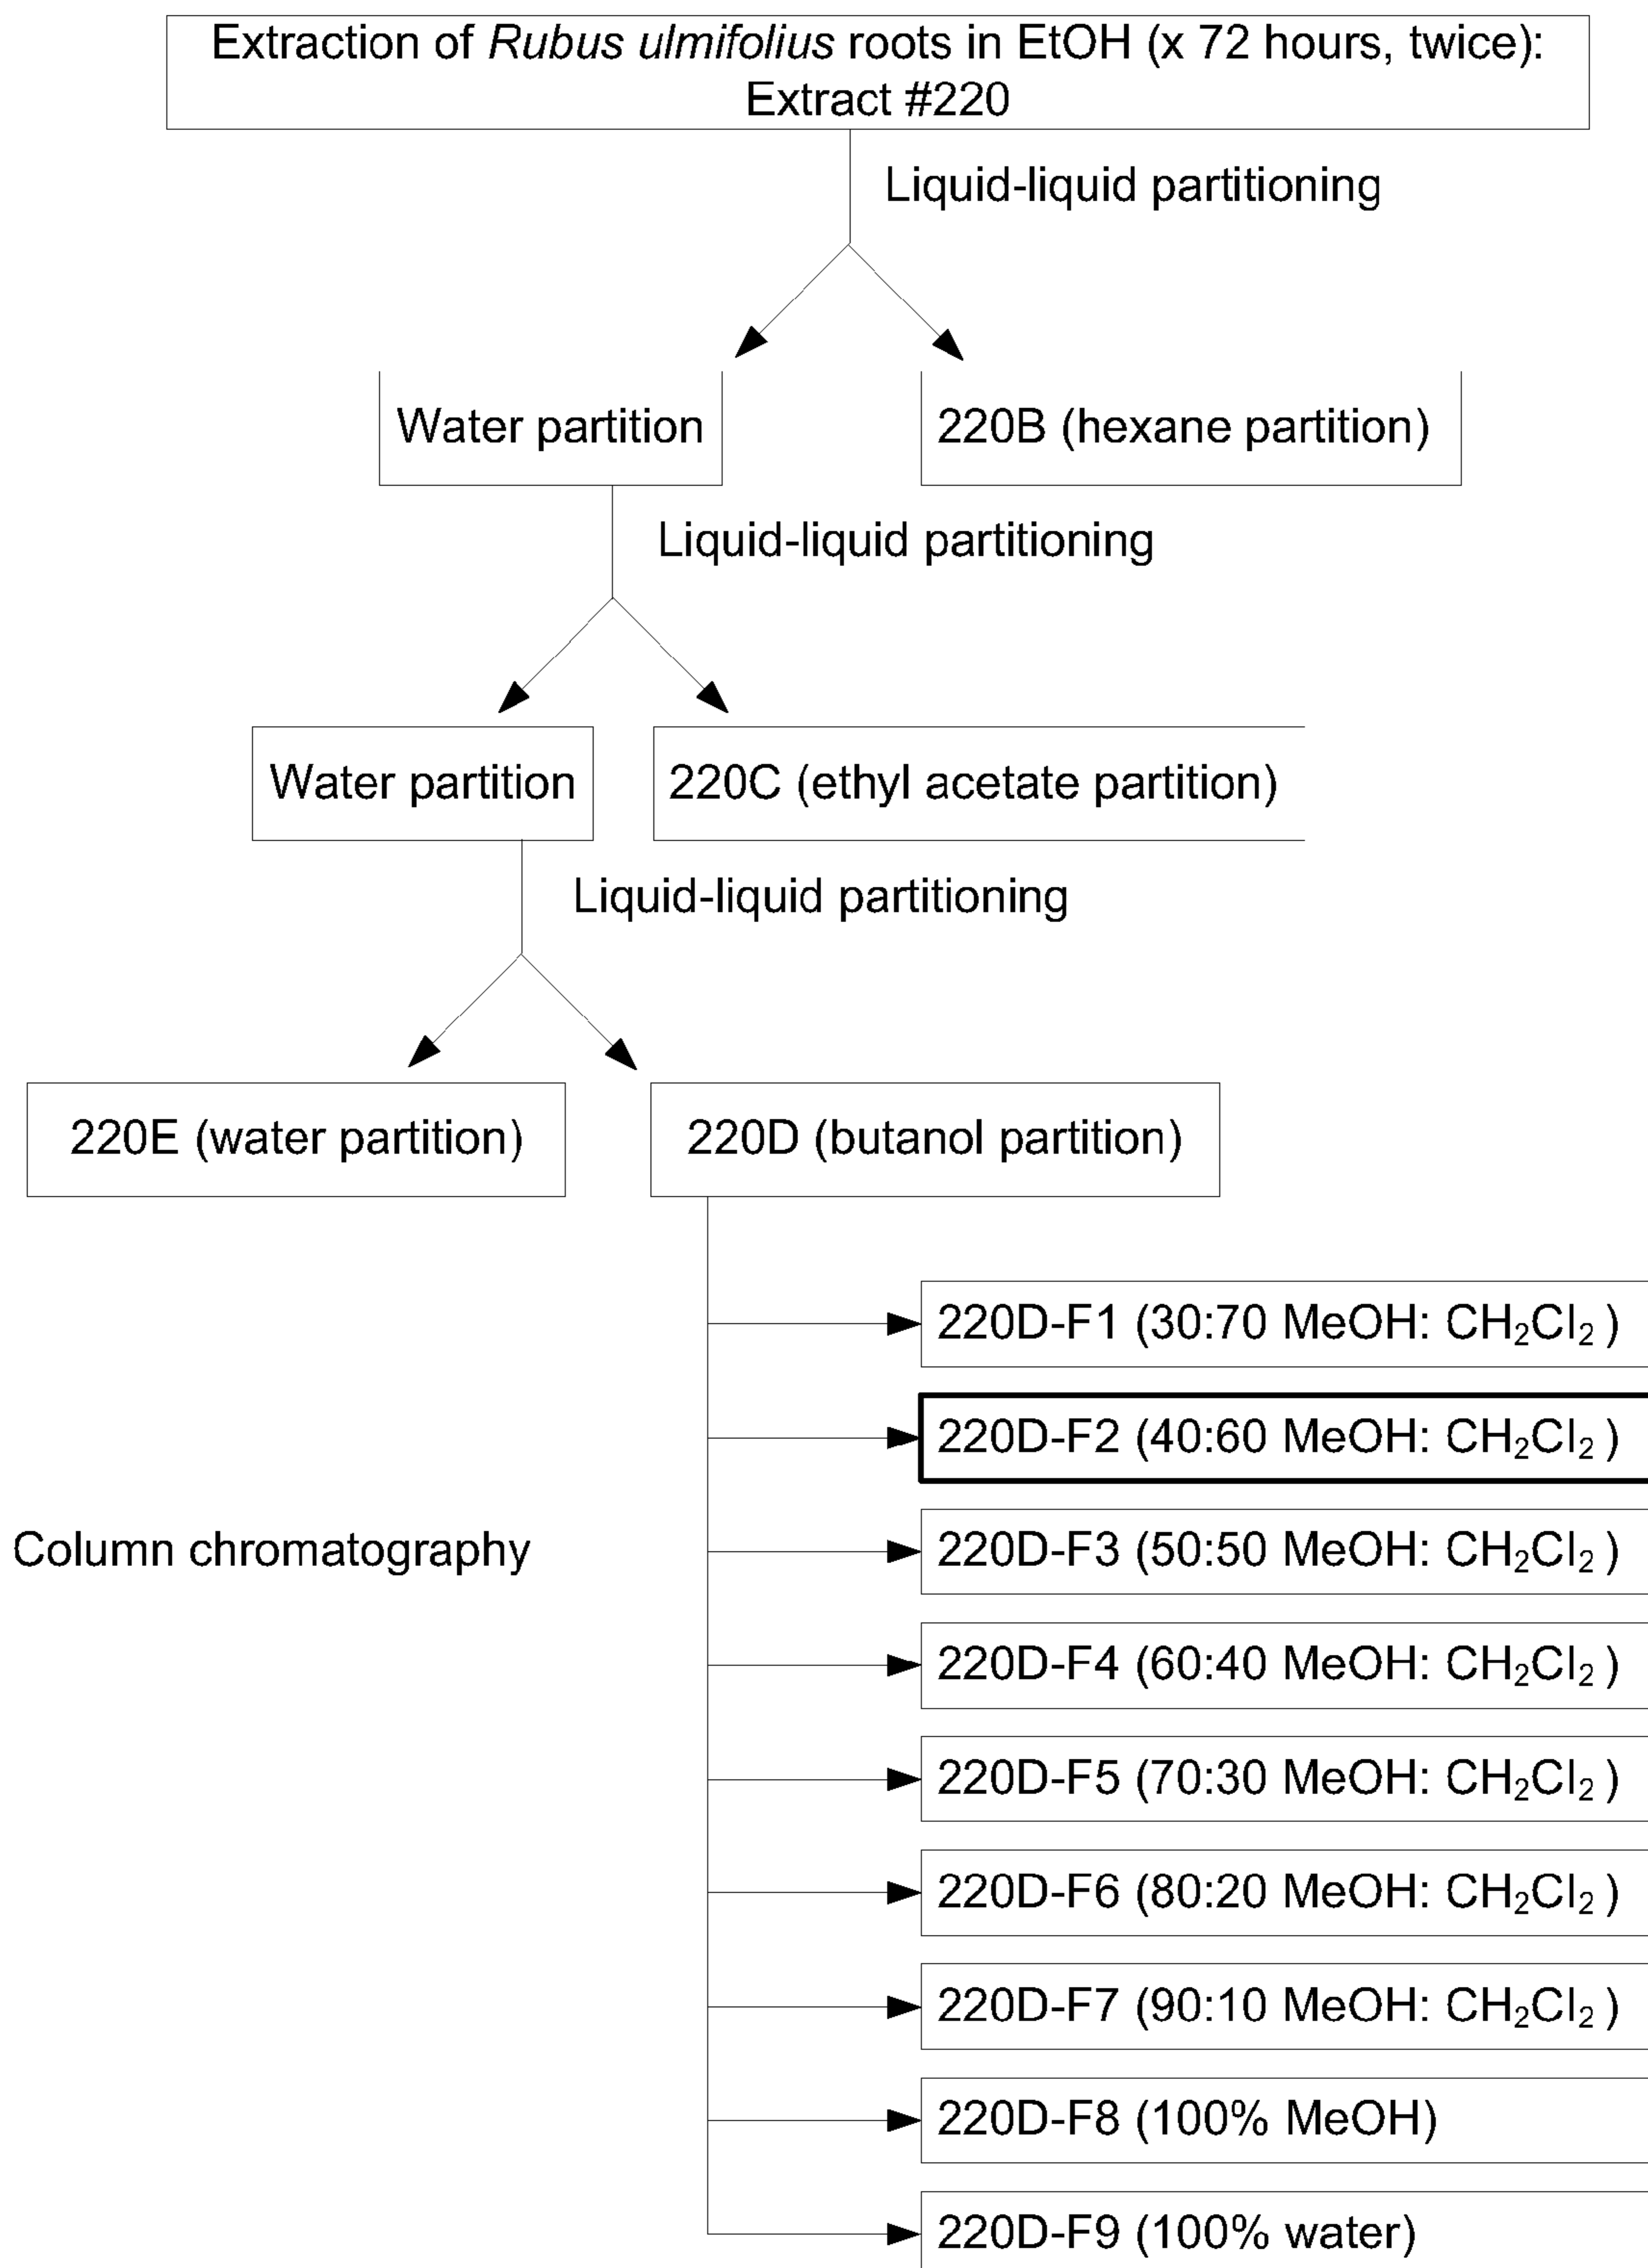 Extraction of Rubus ulmifolius roots in EtOH (x 72 hours, twice):
Extract #220
Liquid-liquid partitioning
Water partition
220B (hexane partition)
Liquid-liquid partitioning
Water partition
220C (ethyl acetate partition)
Liquid-liquid partitioning
220E (water partition)
220D (butanol partition)
220D-F1 (30:70 MeOH: CH₂Cl₂ )
220D-F2 (40:60 MeOH: CH₂Cl₂ )
Column chromatography
220D-F3 (50:50 MeOH: CH₂Cl₂ )
220D-F4 (60:40 MeOH: CH₂Cl₂ )
220D-F5 (70:30 MeOH: CH₂Cl₂ )
220D-F6 (80:20 MeOH: CH₂Cl₂ )
220D-F7 (90:10 MeOH: CH₂Cl₂ )
220D-F8 (100% MeOH)
220D-F9 (100% water)